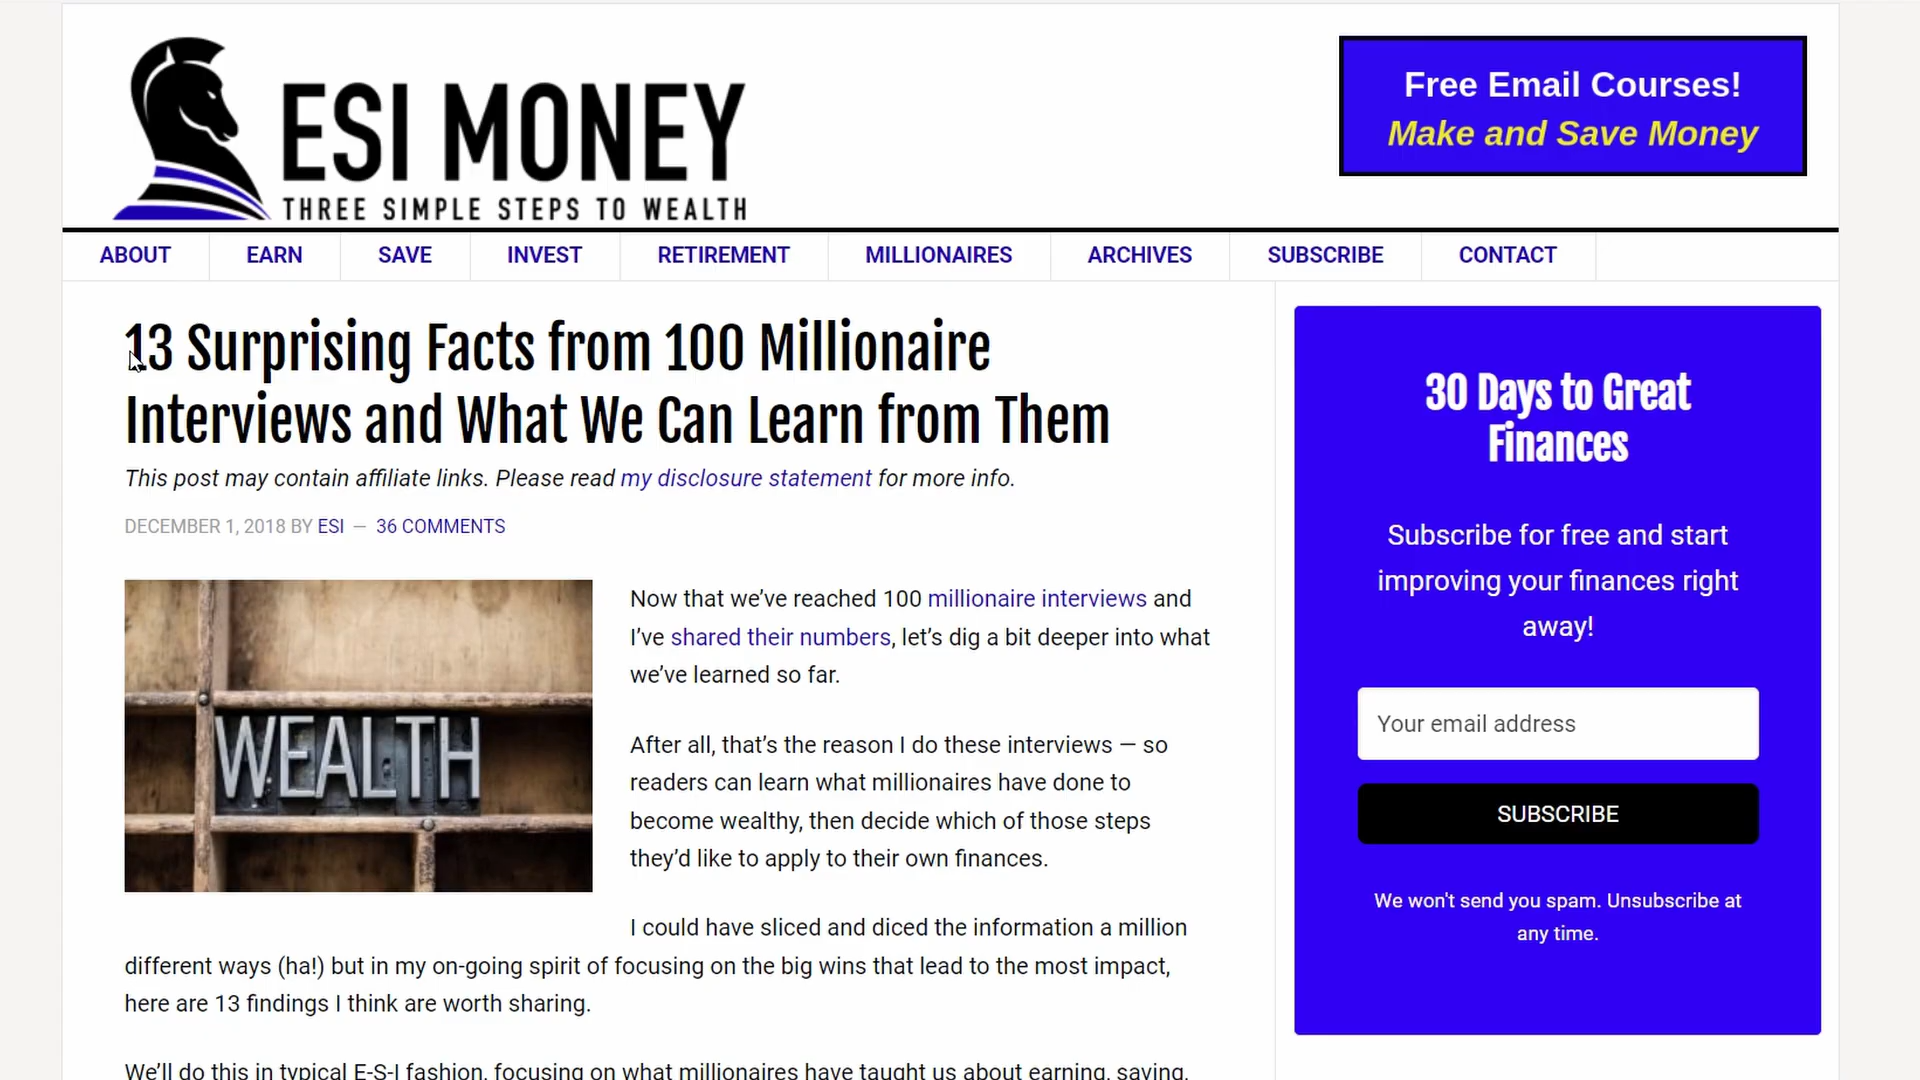 ESI MONEY
THREE SIMPLE STEPS TO WEALTH
Free Email Courses!
Make and Save Money
ABOUT EARN SAVE INVEST RETIREMENT MILLIONAIRES ARCHIVES SUBSCRIBE CONTACT
13 Surprising Facts from 100 Millionaire
Interviews and What We Can Learn from Them
This post may contain affiliate links. Please read my disclosure statement for more info.
DECEMBER 1, 2018 BY ESI — 36 COMMENTS
WEALTH
Now that we’ve reached 100 millionaire interviews and
I’ve shared their numbers, let’s dig a bit deeper into what
we’ve learned so far.
After all, that’s the reason I do these interviews — so
readers can learn what millionaires have done to
become wealthy, then decide which of those steps
they’d like to apply to their own finances.
I could have sliced and diced the information a million
different ways (ha!) but in my on-going spirit of focusing on the big wins that lead to the most impact,
here are 13 findings I think are worth sharing.
We’ll do this in typical E-S-I fashion, focusing on what millionaires have taught us about earning, saving,
30 Days to Great
Finances
Subscribe for free and start
improving your finances right
away!
Your email address
SUBSCRIBE
We won't send you spam. Unsubscribe at
any time.